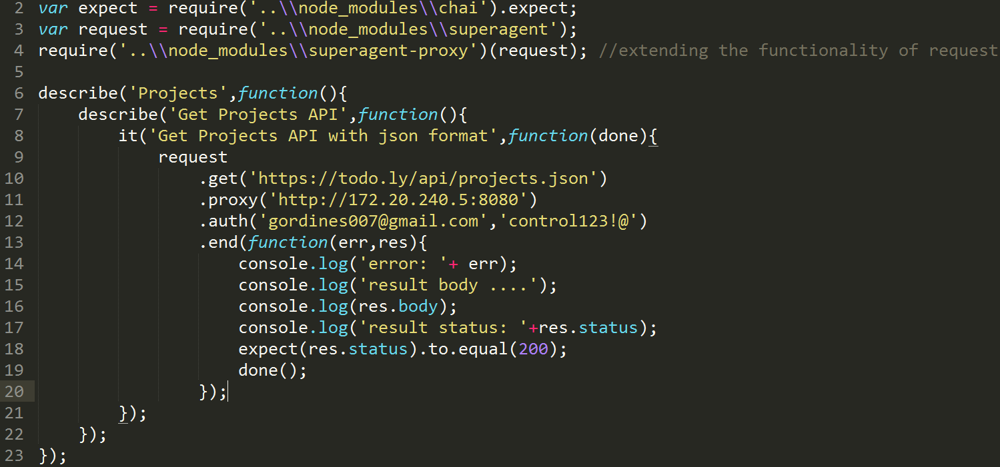 2 var expect = require('..\\node_modules\\chai').expect;
3 var request = require('..\\node_modules\\superagent');
4 require('..\\node_modules\\superagent-proxy')(request); //extending the functionality of request
5
6 describe('Projects',function(){
7     describe('Get Projects API',function(){
8         it('Get Projects API with json format',function(done){
9             request
10                 .get('https://todo.ly/api/projects.json')
11                 .proxy('http://172.20.240.5:8080')
12                 .auth('gordines007@gmail.com','control123!@')
13                 .end(function(err,res){
14                     console.log('error: '+ err);
15                     console.log('result body ....');
16                     console.log(res.body);
17                     console.log('result status: '+res.status);
18                     expect(res.status).to.equal(200);
19                     done();
20                 });
21         });
22     });
23 });